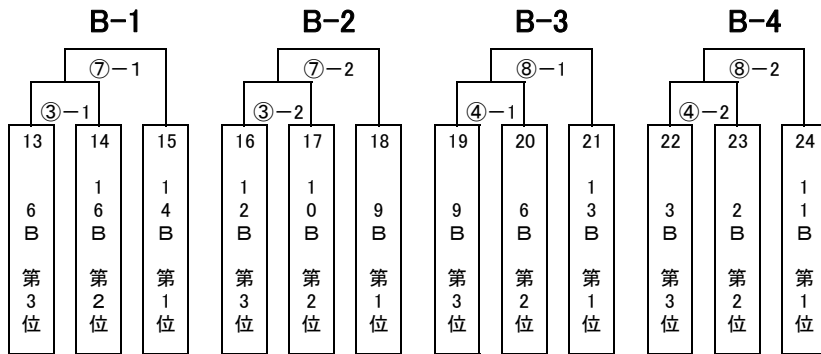 B-1 B-2 B-3 B-4
⑦-1 ⑦-2 ⑧-1 ⑧-2
③-1 ③-2 ④-1 ④-2
13 14 15 16 17 18 19 20 21 22 23 24
6B 第3位
16B 第2位
14B 第1位
12B 第3位
10B 第2位
9B 第1位
9B 第3位
6B 第2位
13B 第1位
3B 第3位
2B 第2位
11B 第1位